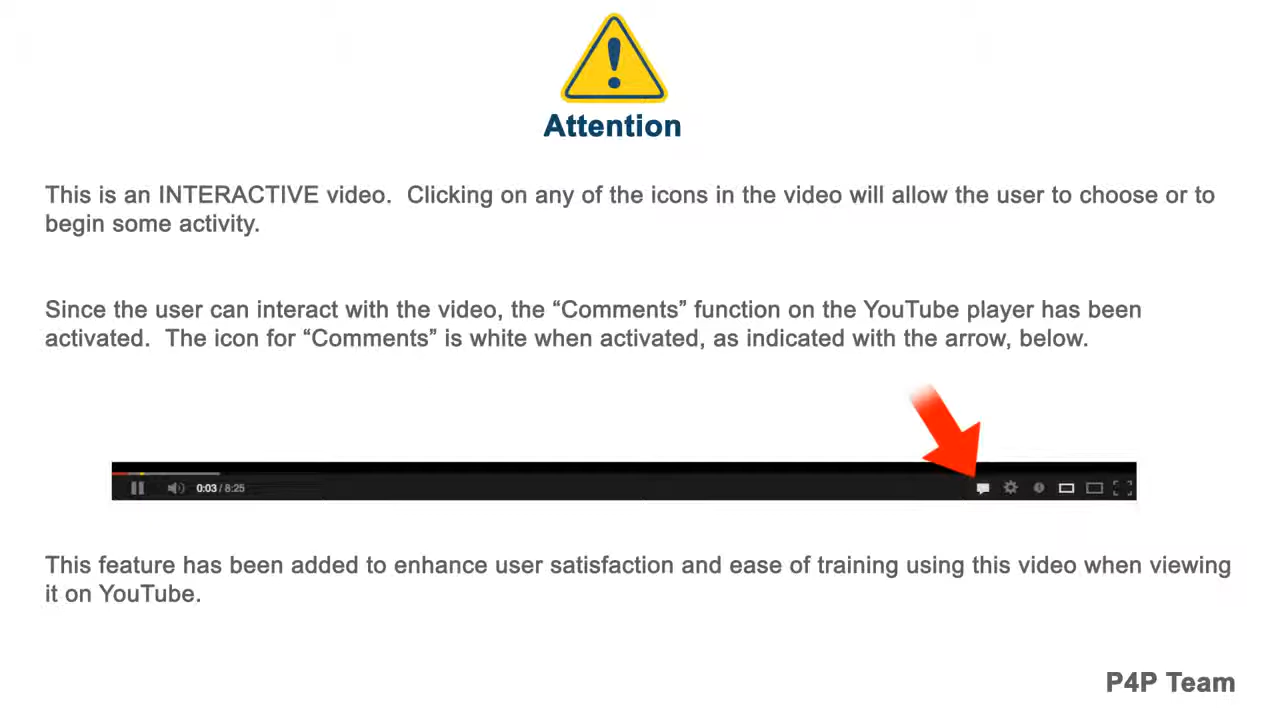 Attention
This is an INTERACTIVE video.  Clicking on any of the icons in the video will allow the user to choose or to
begin some activity.
Since the user can interact with the video, the “Comments” function on the YouTube player has been
activated.  The icon for “Comments” is white when activated, as indicated with the arrow, below.
0:03 / 8:25
This feature has been added to enhance user satisfaction and ease of training using this video when viewing
it on YouTube.
P4P Team